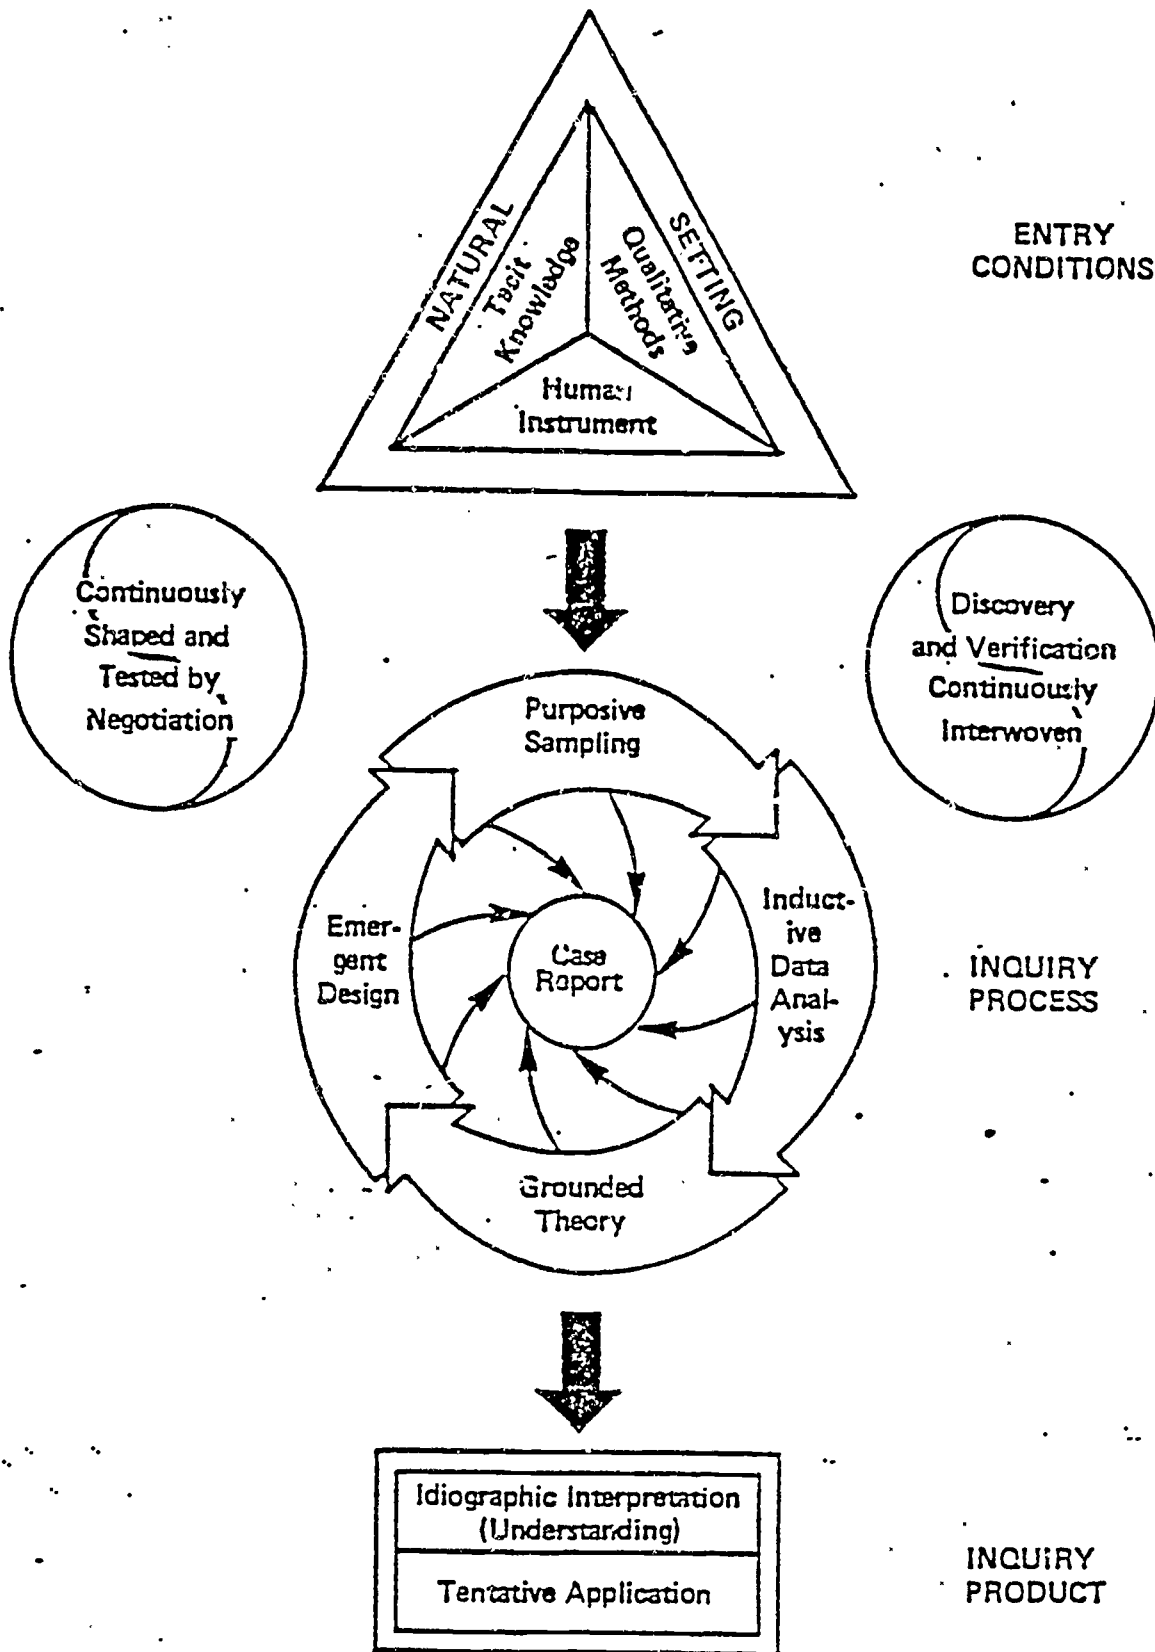 NATURAL
SETTING
Tacit
Knowledge
Qualitative
Methods
Human
Instrument
ENTRY
CONDITIONS
Continuously
Shaped and
Tested by
Negotiation
Discovery
and Verification
Continuously
Interwoven
Purposive
Sampling
Emer-
gent
Design
Case
Report
Induct-
ive
Data
Anal-
ysis
INQUIRY
PROCESS
Grounded
Theory
Idiographic Interpretation
(Understanding)
Tentative Application
INQUIRY
PRODUCT